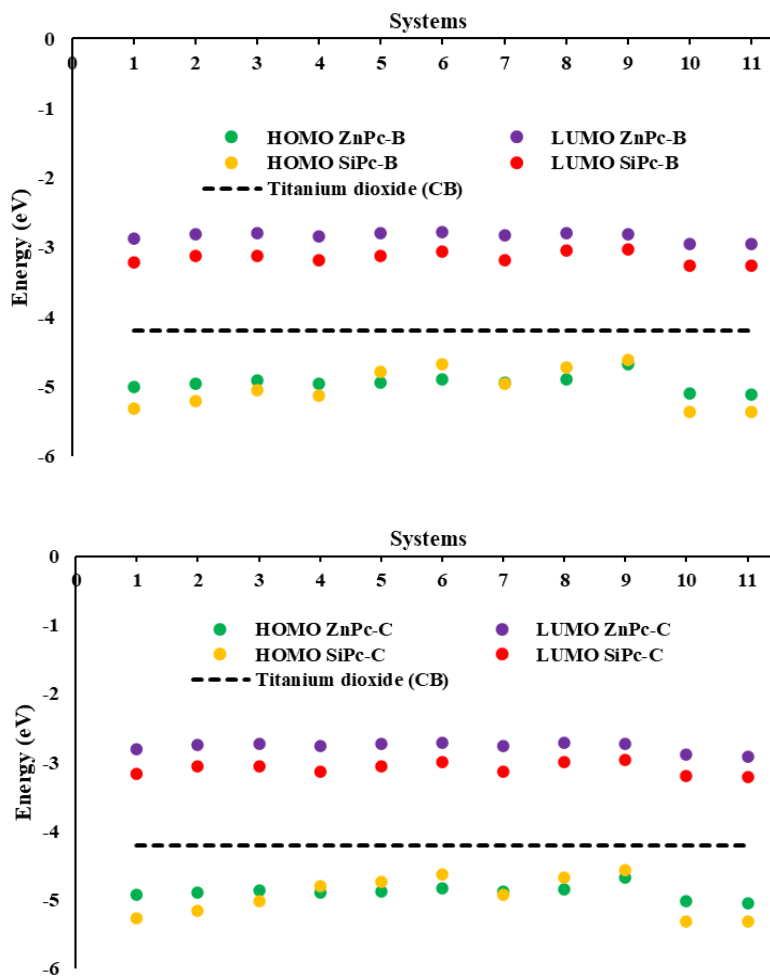 Systems
0
0 1 2 3 4 5 6 7 8 9 10 11
-1
HOMO ZnPc-B LUMO ZnPc-B
HOMO SiPc-B LUMO SiPc-B
-2
Titanium dioxide (CB)
Energy (eV)
-3
-4
-5
-6
Systems
0
0 1 2 3 4 5 6 7 8 9 10 11
-1
HOMO ZnPc-C LUMO ZnPc-C
HOMO SiPc-C LUMO SiPc-C
Titanium dioxide (CB)
-2
Energy (eV)
-3
-4
-5
-6